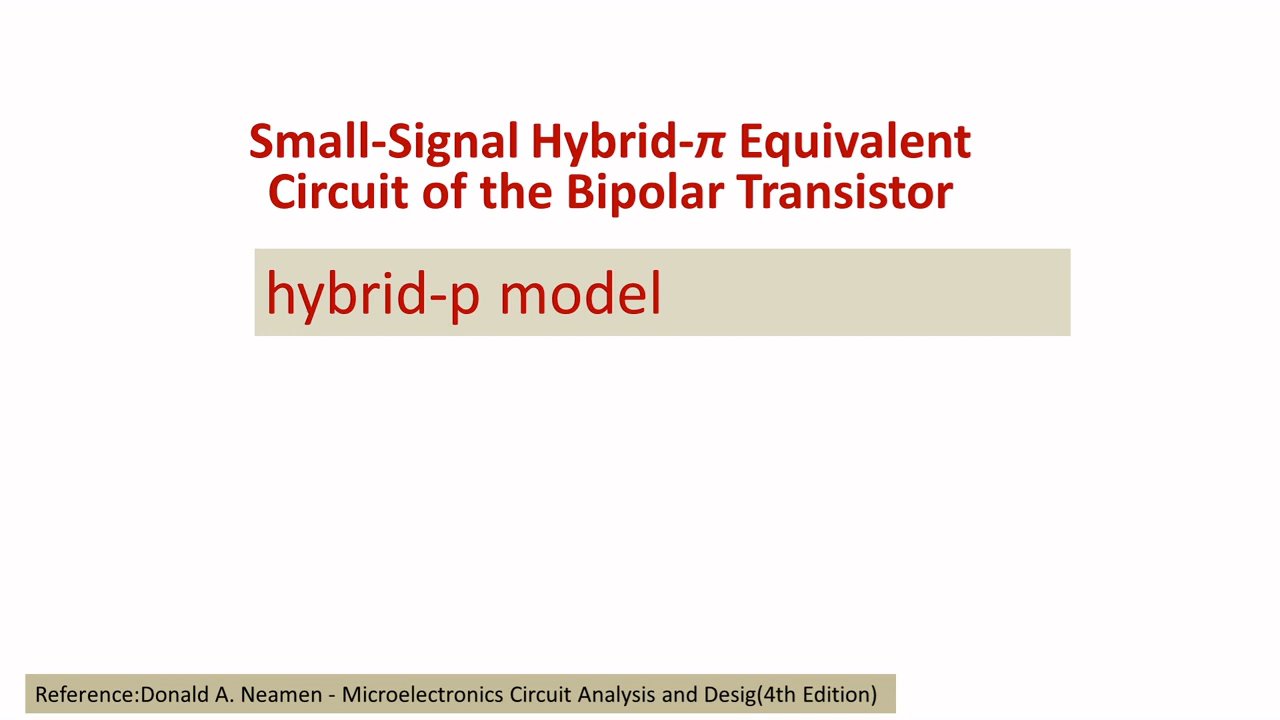 Small-Signal Hybrid-π Equivalent
Circuit of the Bipolar Transistor
hybrid-p model
Reference:Donald A. Neamen - Microelectronics Circuit Analysis and Desig(4th Edition)